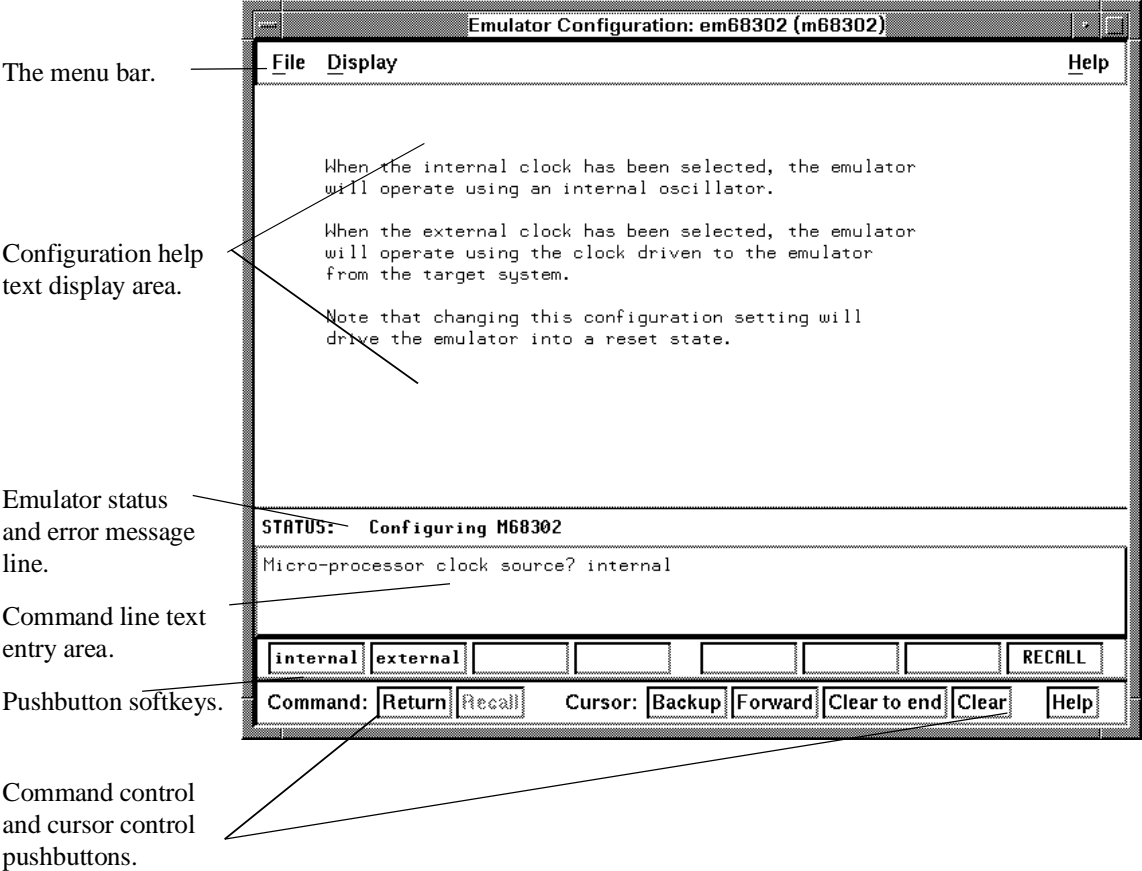 Emulator Configuration: em68302 (m68302)
File Display Help
The menu bar.
When the internal clock has been selected, the emulator
will operate using an internal oscillator.
When the external clock has been selected, the emulator
will operate using the clock driven to the emulator
from the target system.
Note that changing this configuration setting will
drive the emulator into a reset state.
Configuration help
text display area.
Emulator status
and error message
line.
STATUS: Configuring M68302
Micro-processor clock source? internal
Command line text
entry area.
internal external RECALL
Pushbutton softkeys.
Command: Return Recall Cursor: Backup Forward Clear to end Clear Help
Command control
and cursor control
pushbuttons.